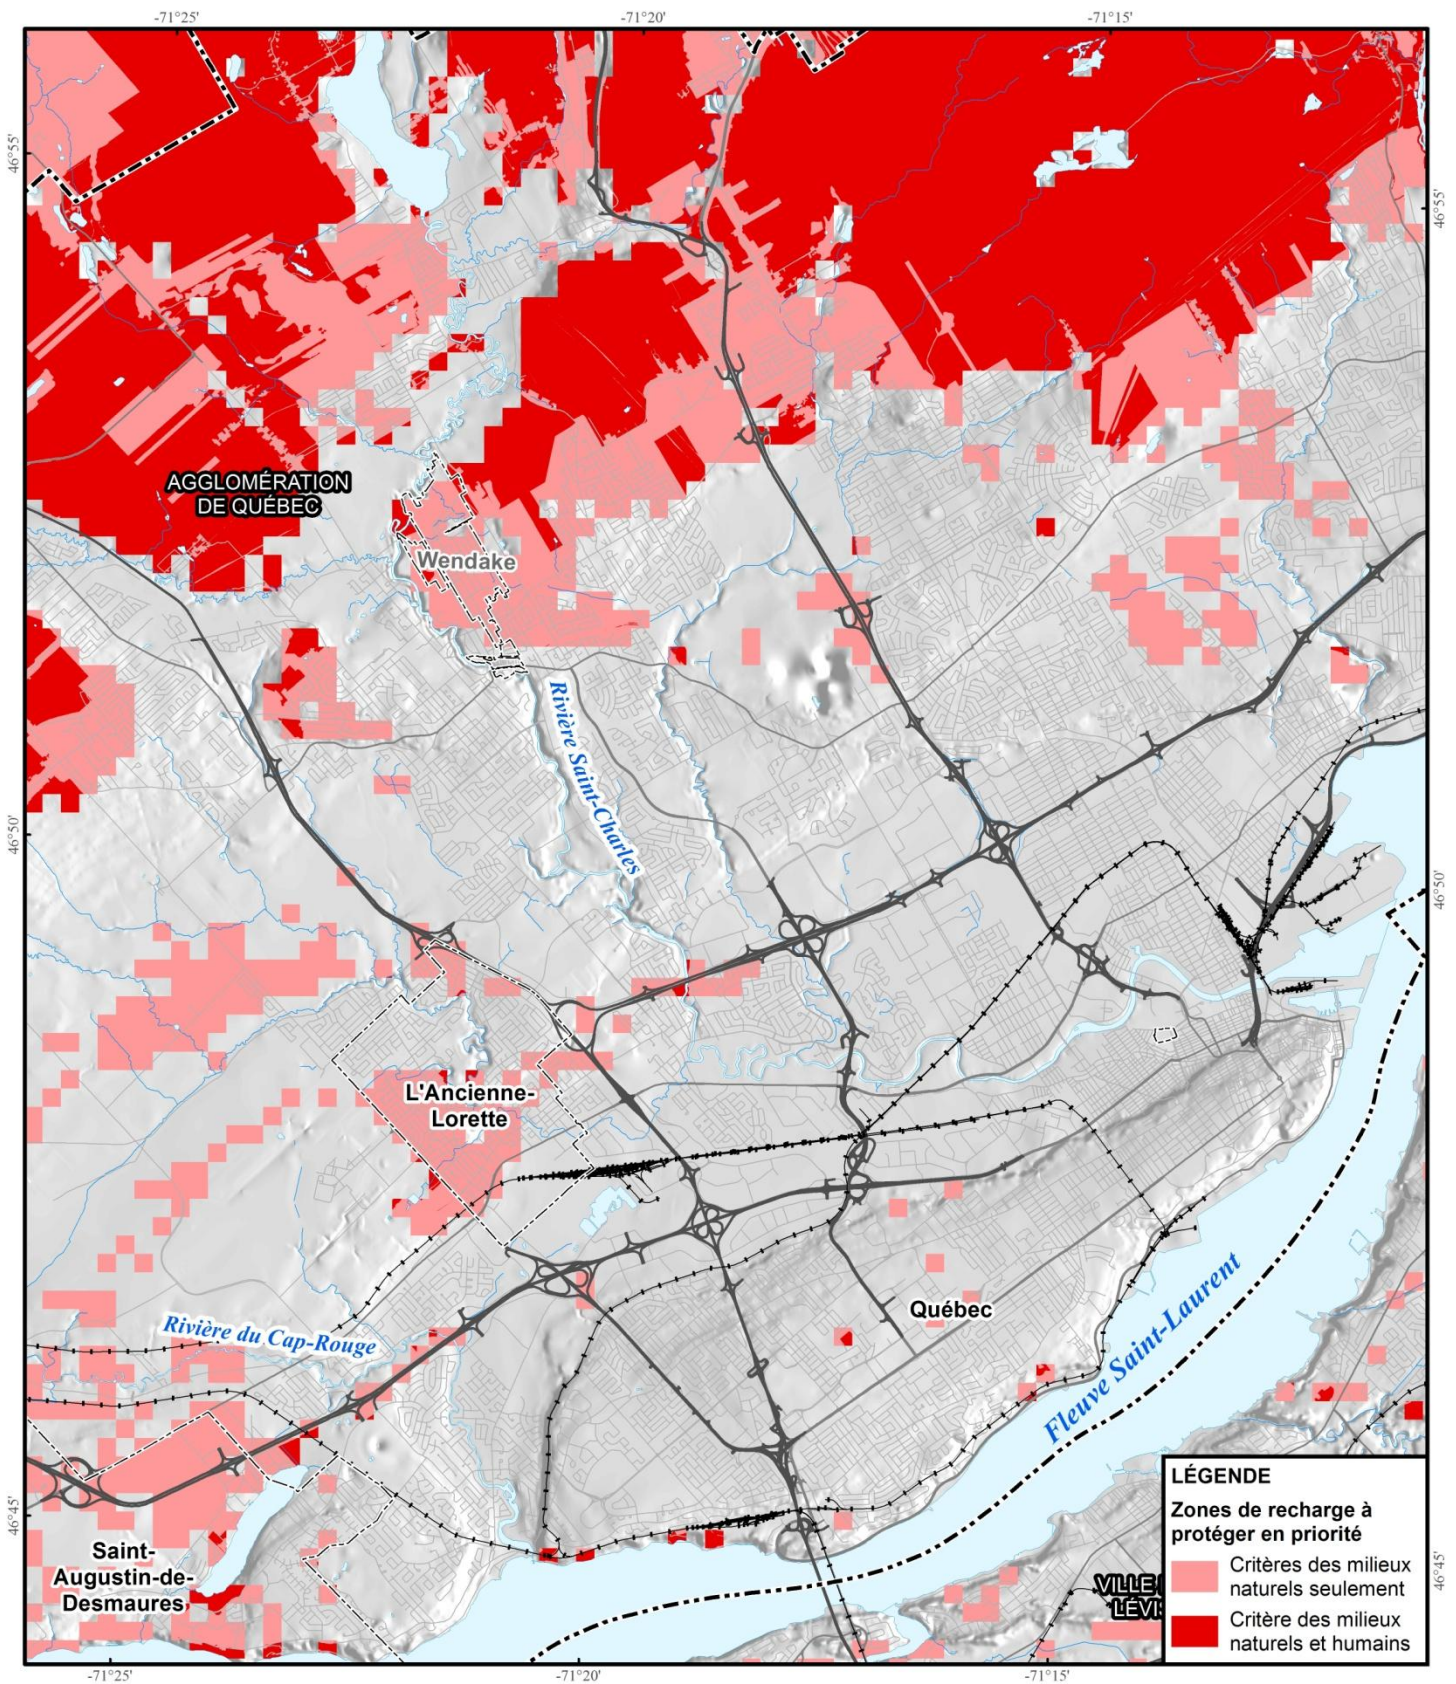 -71°25'
-71°20'
-71°15'
46°55'
46°55'
AGGLOMÉRATION
DE QUÉBEC
Wendake
Rivière Saint-Charles
46°50'
46°50'
L'Ancienne-
Lorette
Québec
Rivière du Cap-Rouge
Fleuve Saint-Laurent
46°45'
46°45'
Saint-
Augustin-de-
Desmaures
VILLE
LÉVIS
LÉGENDE
Zones de recharge à
protéger en priorité
Critères des milieux
naturels seulement
Critère des milieux
naturels et humains
-71°25'
-71°20'
-71°15'